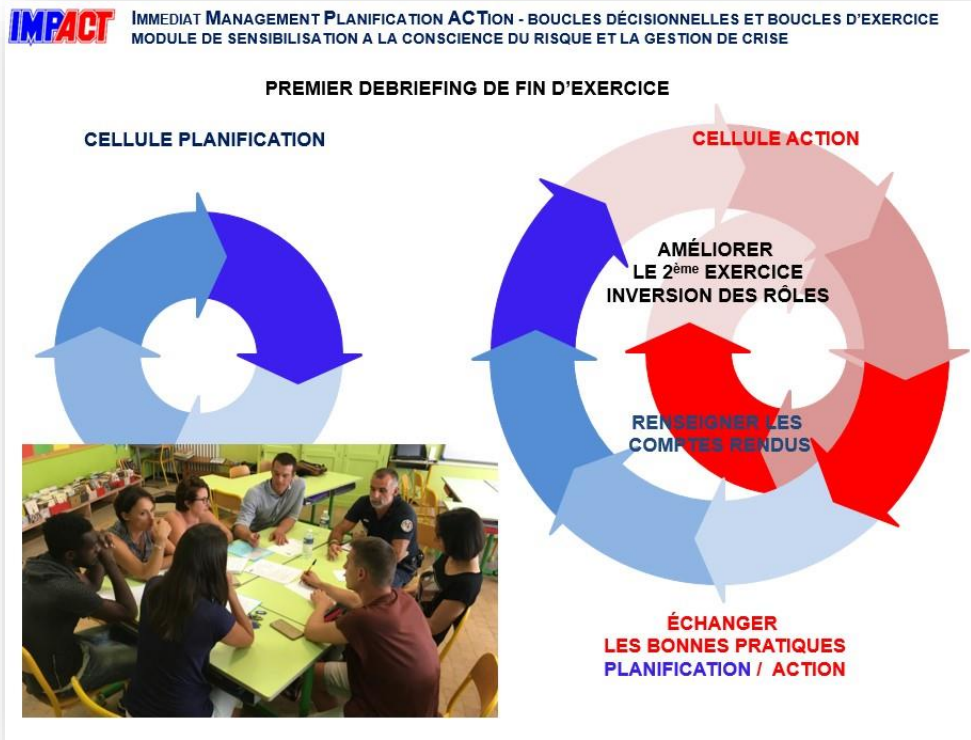 IMPACT
IMMEDIAT MANAGEMENT PLANIFICATION ACTION - BOUCLES DÉCISIONNELLES ET BOUCLES D'EXERCICE
MODULE DE SENSIBILISATION A LA CONSCIENCE DU RISQUE ET LA GESTION DE CRISE
PREMIER DEBRIEFING DE FIN D'EXERCICE
CELLULE PLANIFICATION
CELLULE ACTION
AMÉLIORER
LE 2ème EXERCICE
INVERSION DES RÔLES
RENSEIGNER LES
COMPTES RENDUS
ÉCHANGER
LES BONNES PRATIQUES
PLANIFICATION / ACTION